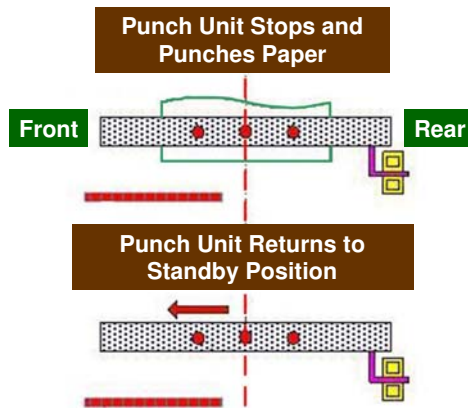 Punch Unit Stops and
Punches Paper
Front
Rear
Punch Unit Returns to
Standby Position